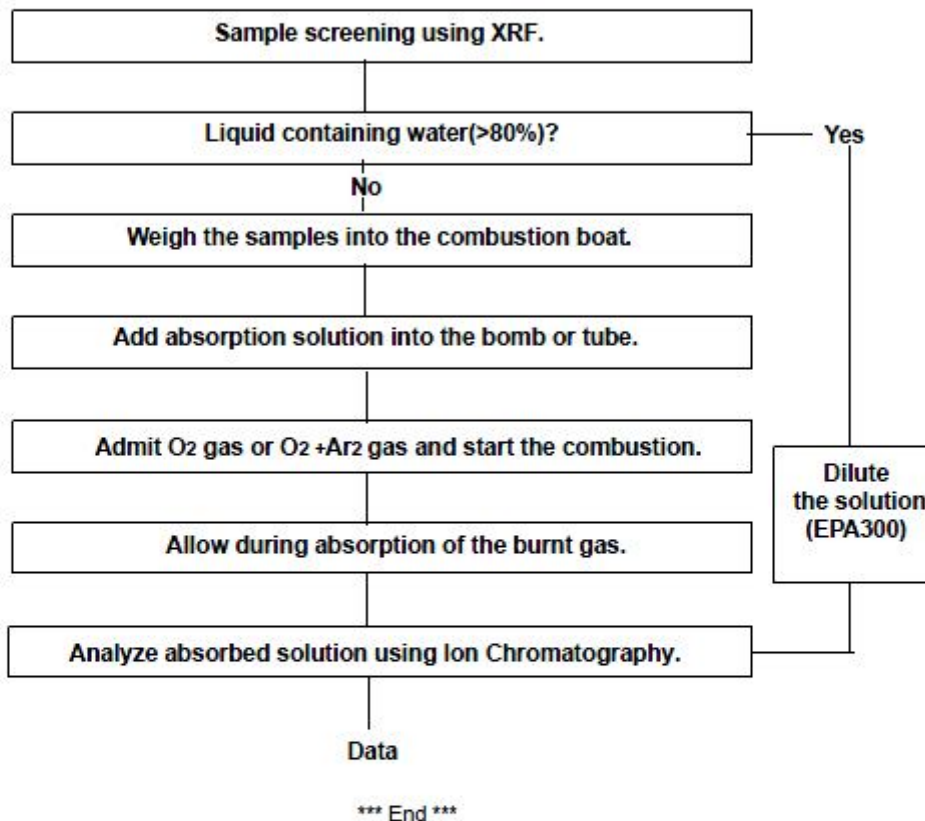 Sample screening using XRF.
Liquid containing water(>80%)?
Yes
No
Weigh the samples into the combustion boat.
Add absorption solution into the bomb or tube.
Admit O2 gas or O2 +Ar2 gas and start the combustion.
Dilute
the solution
(EPA300)
Allow during absorption of the burnt gas.
Analyze absorbed solution using Ion Chromatography.
Data
*** End ***